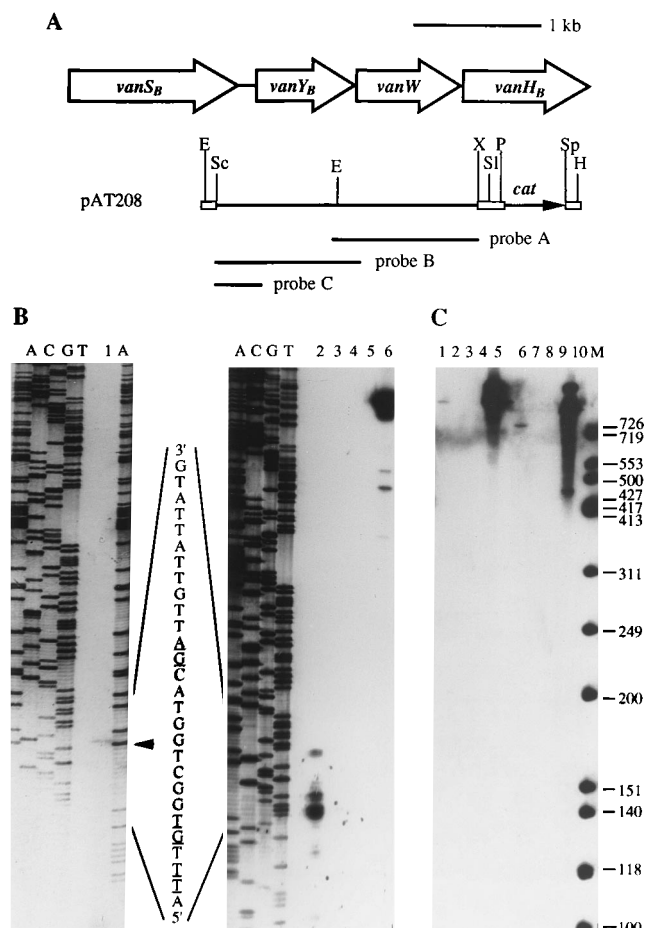 A
1 kb
vanS_B vanY_B vanW vanH_B
E X P Sp
Sc E Sl cat H
pAT208
probe A
probe B
probe C
B C
A C G T 1 A
A C G T 2 3 4 5 6
1 2 3 4 5 6 7 8 9 10 M
3'
G
T
A
T
T
A
T
T
G
T
T
A
G
C
A
T
G
G
T
C
G
G
T
G
T
T
T
A
5'
726
719
553
500
427
417
413
311
249
200
151
140
118
100